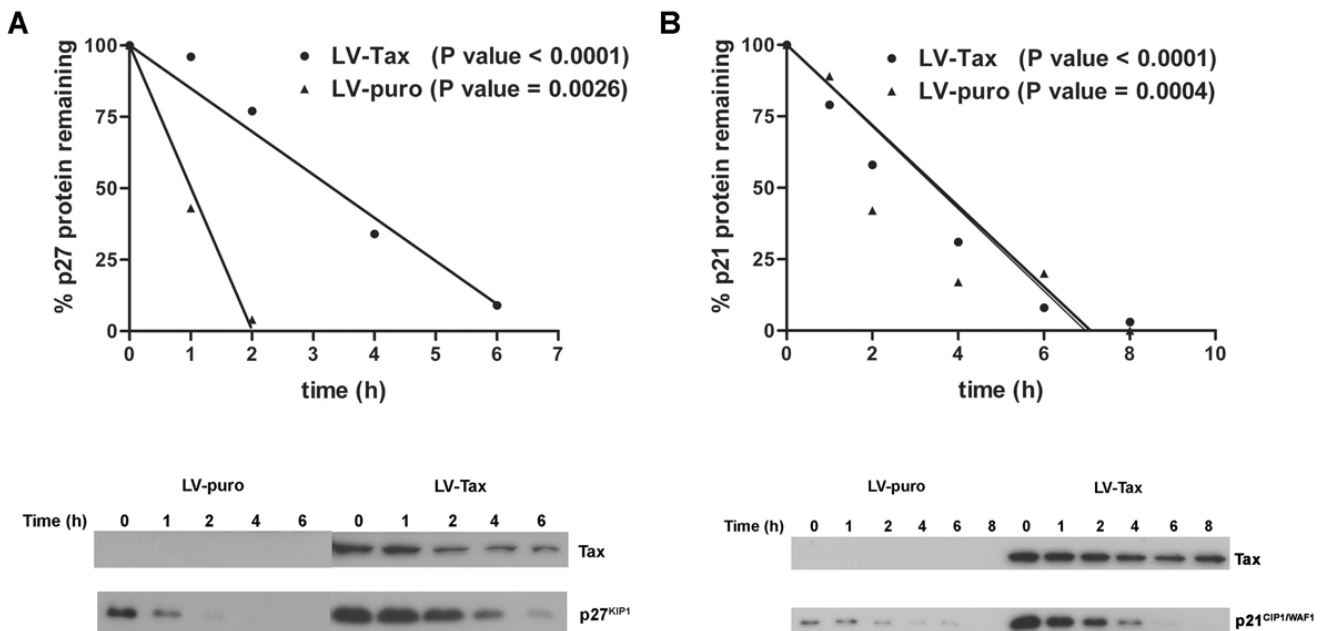 A
% p27 protein remaining
100
75
50
25
0
LV-Tax (P value < 0.0001)
LV-puro (P value = 0.0026)
0 1 2 3 4 5 6 7
time (h)
LV-puro LV-Tax
Time (h) 0 1 2 4 6 0 1 2 4 6
Tax
p27KIP1
B
% p21 protein remaining
100
75
50
25
0
LV-Tax (P value < 0.0001)
LV-puro (P value = 0.0004)
0 2 4 6 8 10
time (h)
LV-puro LV-Tax
Time (h) 0 1 2 4 6 8 0 1 2 4 6 8
Tax
p21CIP1/WAF1